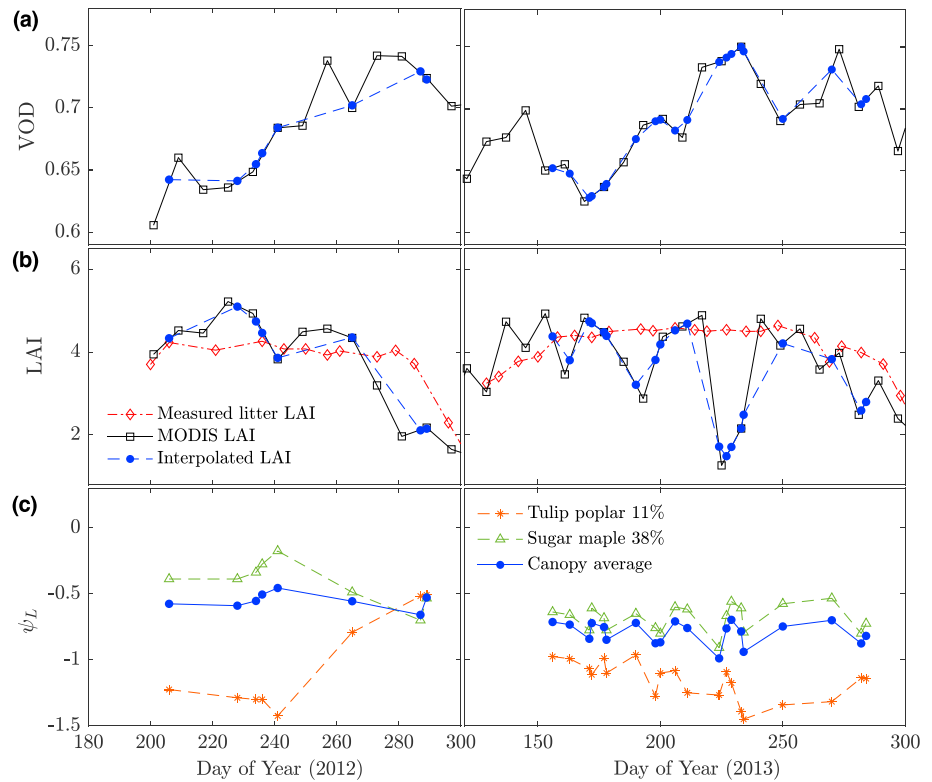 (a)
0.75
0.7
0.65
0.6
VOD
(b)
6
4
2
LAI
Measured litter LAI
MODIS LAI
Interpolated LAI
(c)
0
-0.5
-1
-1.5
ψL
Tulip poplar 11%
Sugar maple 38%
Canopy average
180 200 220 240 260 280 300 150 200 250 300
Day of Year (2012) Day of Year (2013)